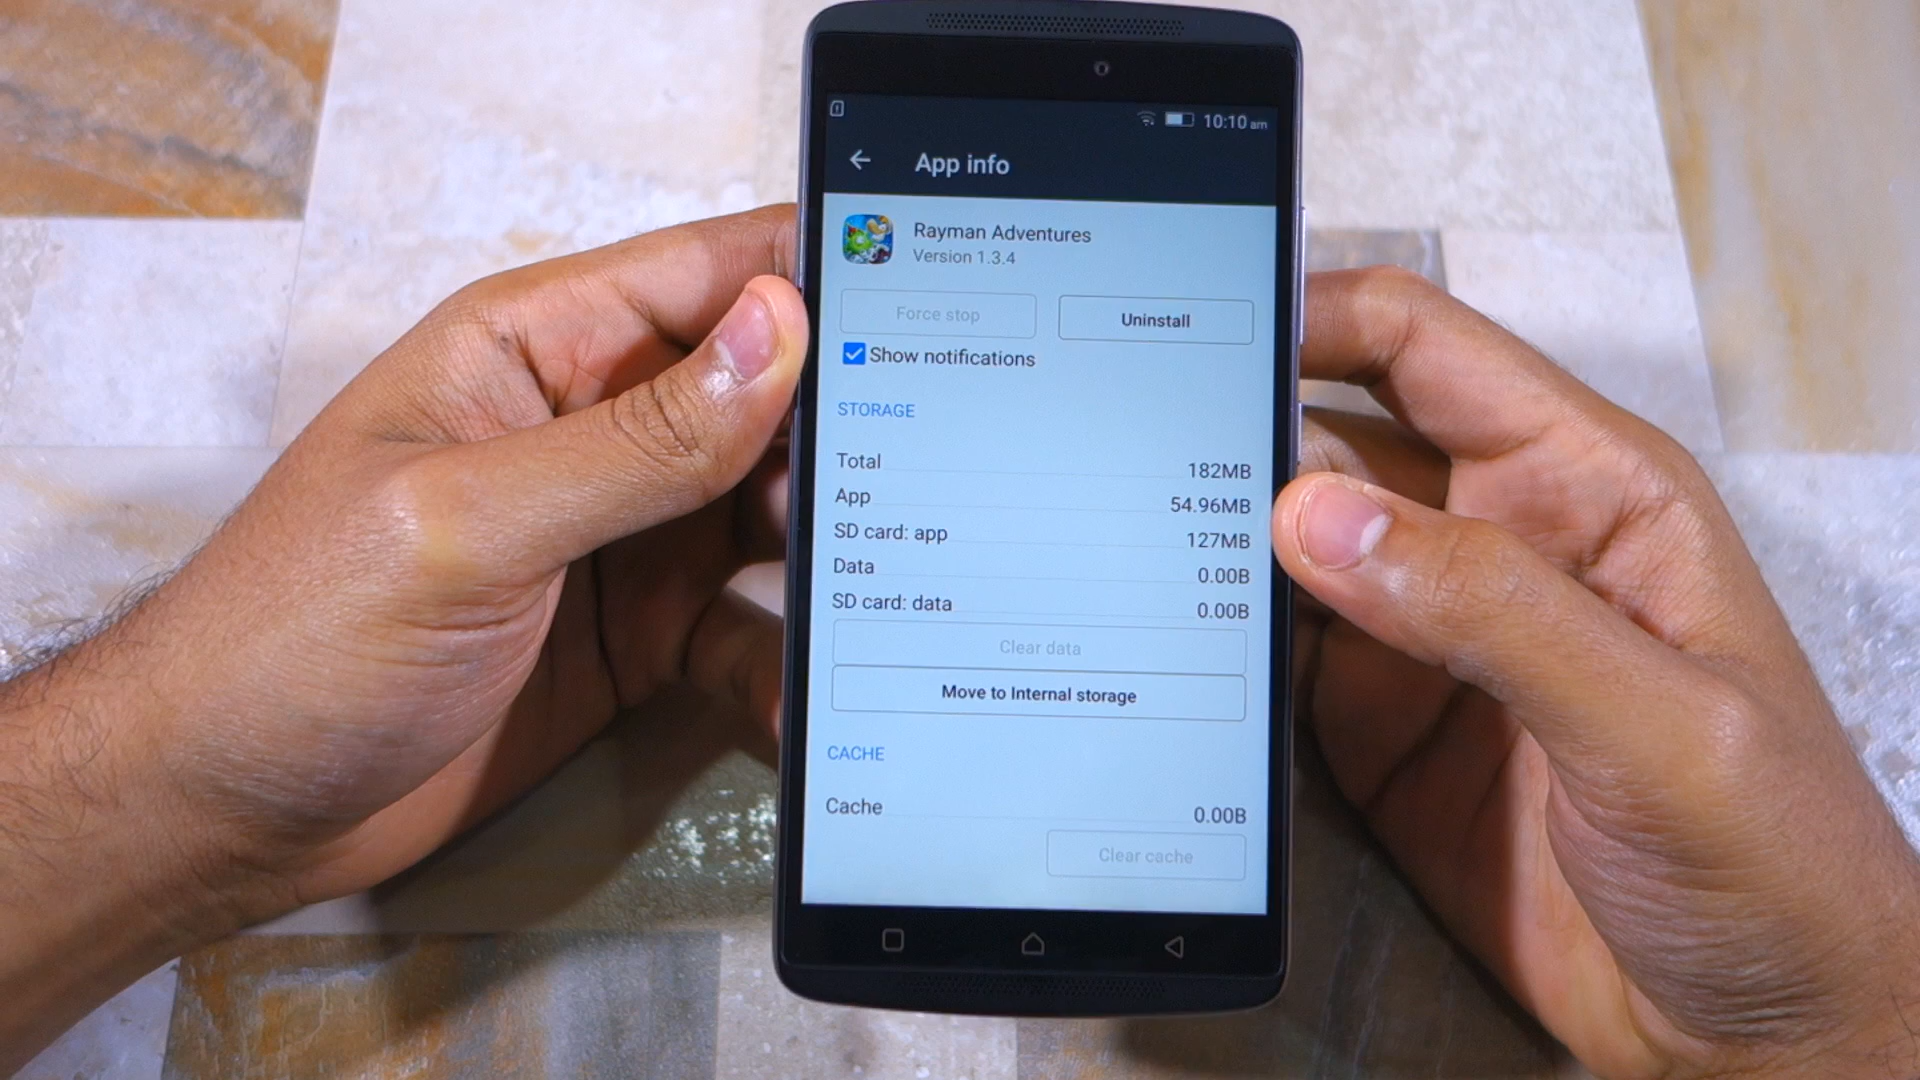 10:10 am
App info
Rayman Adventures
Version 1.3.4
Force stop
Uninstall
Show notifications
STORAGE
Total 182MB
App 54.96MB
SD card: app 127MB
Data 0.00B
SD card: data 0.00B
Clear data
Move to Internal storage
CACHE
Cache 0.00B
Clear cache